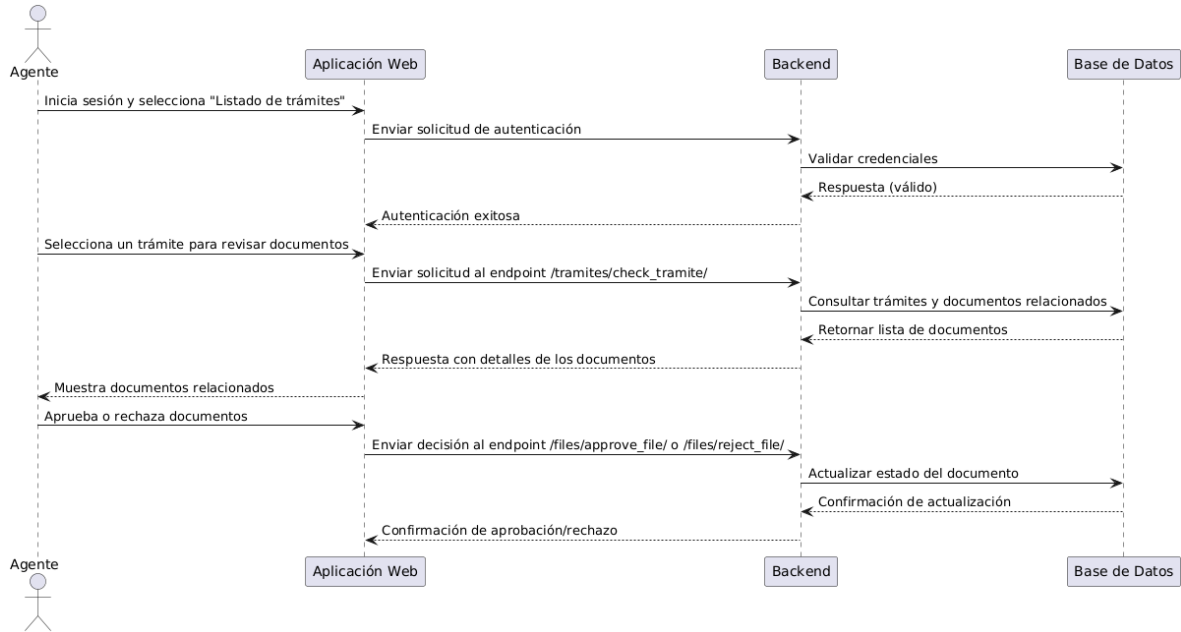 Agente
Aplicación Web
Backend
Base de Datos
Inicia sesión y selecciona "Listado de trámites"
Enviar solicitud de autenticación
Validar credenciales
Respuesta (válido)
Autenticación exitosa
Selecciona un trámite para revisar documentos
Enviar solicitud al endpoint /tramites/check_tramite/
Consultar trámites y documentos relacionados
Retornar lista de documentos
Respuesta con detalles de los documentos
Muestra documentos relacionados
Aprueba o rechaza documentos
Enviar decisión al endpoint /files/approve_file/ o /files/reject_file/
Actualizar estado del documento
Confirmación de actualización
Confirmación de aprobación/rechazo
Agente
Aplicación Web
Backend
Base de Datos